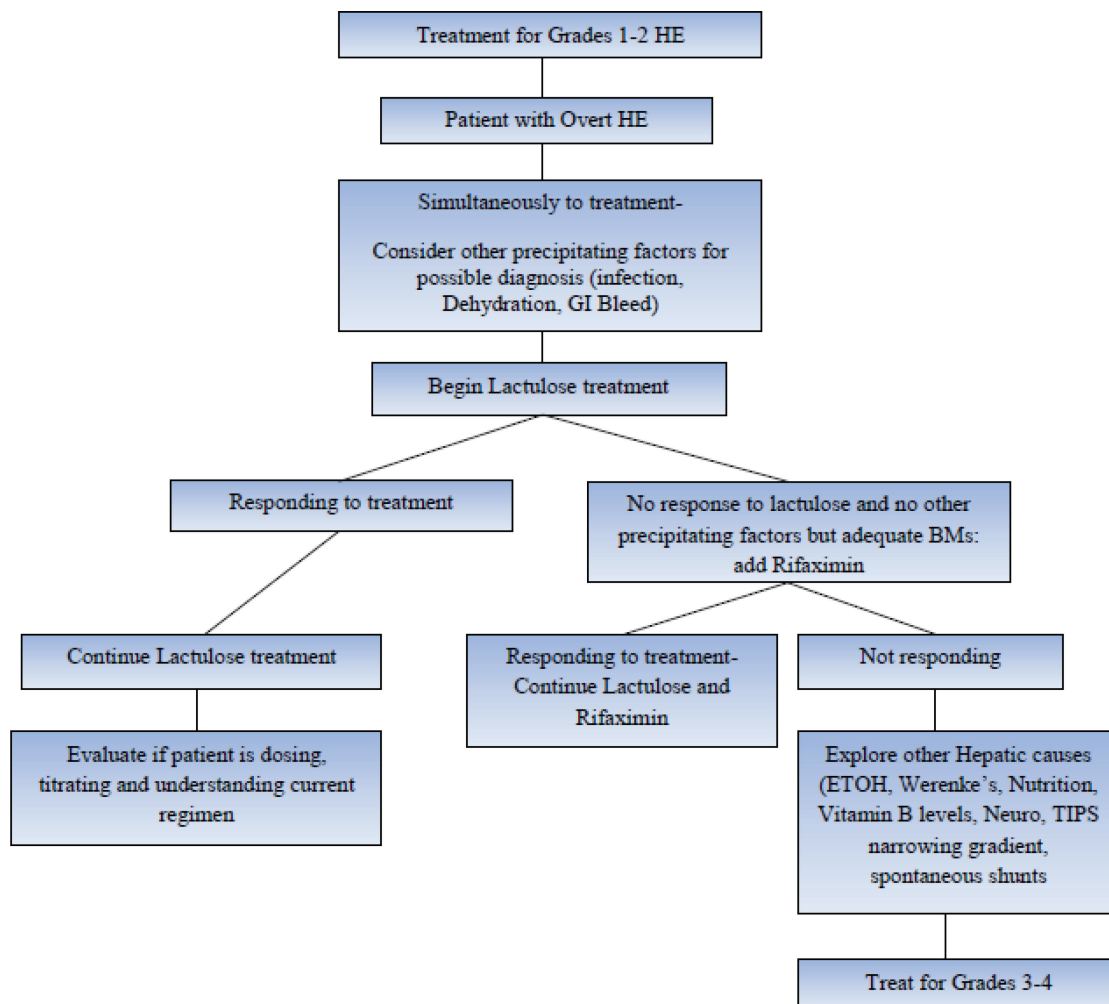 Treatment for Grades 1-2 HE
Patient with Overt HE
Simultaneously to treatment-
Consider other precipitating factors for
possible diagnosis (infection,
Dehydration, GI Bleed)
Begin Lactulose treatment
Responding to treatment
No response to lactulose and no other
precipitating factors but adequate BMs:
add Rifaximin
Continue Lactulose treatment
Responding to treatment-
Continue Lactulose and
Rifaximin
Not responding
Evaluate if patient is dosing,
titrating and understanding current
regimen
Explore other Hepatic causes
(ETOH, Werenke’s, Nutrition,
Vitamin B levels, Neuro, TIPS
narrowing gradient,
spontaneous shunts
Treat for Grades 3-4